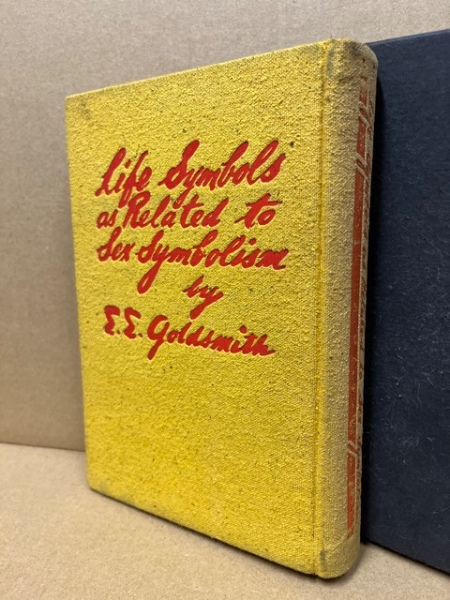 Life Symbols
as Related to
Sex Symbolism
by
E.E. Goldsmith